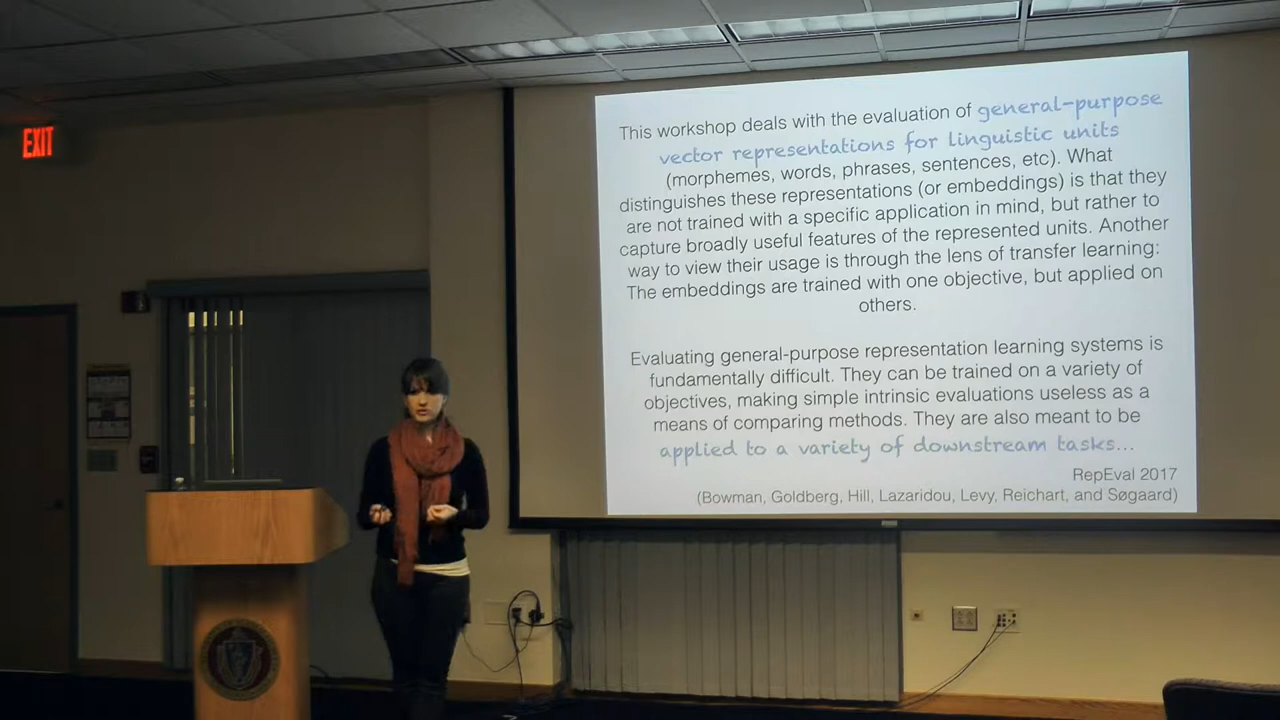 EXIT
This workshop deals with the evaluation of general-purpose
vector representations for linguistic units
(morphemes, words, phrases, sentences, etc). What
distinguishes these representations (or embeddings) is that they
are not trained with a specific application in mind, but rather to
capture broadly useful features of the represented units. Another
way to view their usage is through the lens of transfer learning:
The embeddings are trained with one objective, but applied on
others.
Evaluating general-purpose representation learning systems is
fundamentally difficult. They can be trained on a variety of
objectives, making simple intrinsic evaluations useless as a
means of comparing methods. They are also meant to be
applied to a variety of downstream tasks...
RepEval 2017
(Bowman, Goldberg, Hill, Lazaridou, Levy, Reichart, and Søgaard)